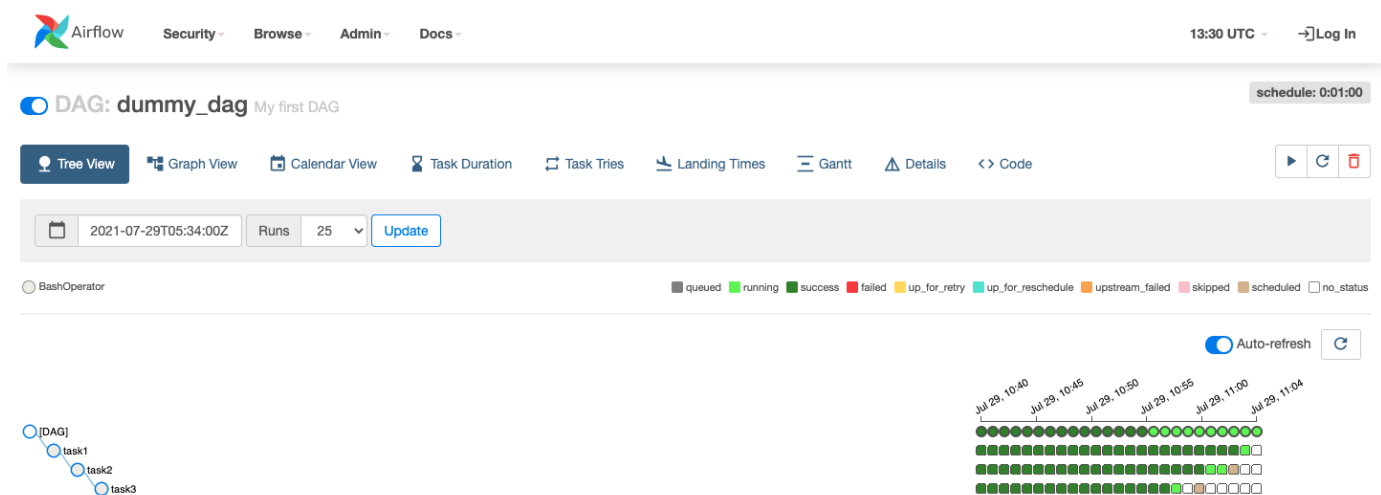 Airflow Security Browse Admin Docs 13:30 UTC Log In
schedule: 0:01:00
DAG: dummy_dag My first DAG
Tree View Graph View Calendar View Task Duration Task Tries Landing Times Gantt Details Code
2021-07-29T05:34:00Z Runs 25 Update
BashOperator queued running success failed up_for_retry up_for_reschedule upstream_failed skipped scheduled no_status
Auto-refresh
Jul 29, 10:40 Jul 29, 10:45 Jul 29, 10:50 Jul 29, 10:55 Jul 29, 11:00 Jul 29, 11:04
[DAG]
task1
task2
task3